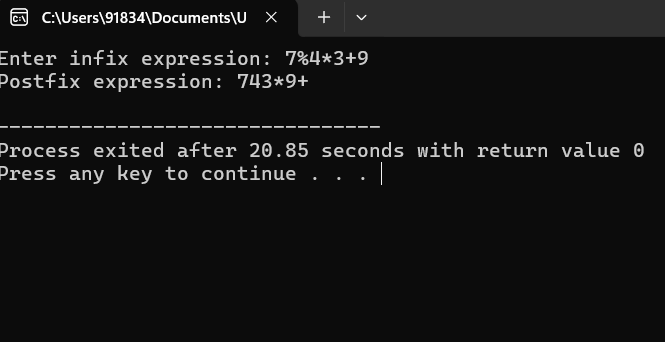 C:\Users\91834\Documents\U
Enter infix expression: 7%4*3+9
Postfix expression: 743*9+
--------------------------------
Process exited after 20.85 seconds with return value 0
Press any key to continue . . .